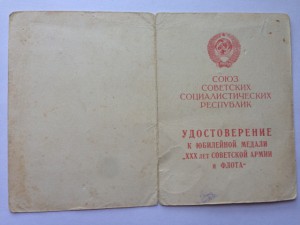 СОЮЗ
СОВЕТСКИХ
СОЦИАЛИСТИЧЕСКИХ
РЕСПУБЛИК
УДОСТОВЕРЕНИЕ
К ЮБИЛЕЙНОЙ МЕДАЛИ
„XXX лет СОВЕТСКОЙ АРМИИ
и ФЛОТА“